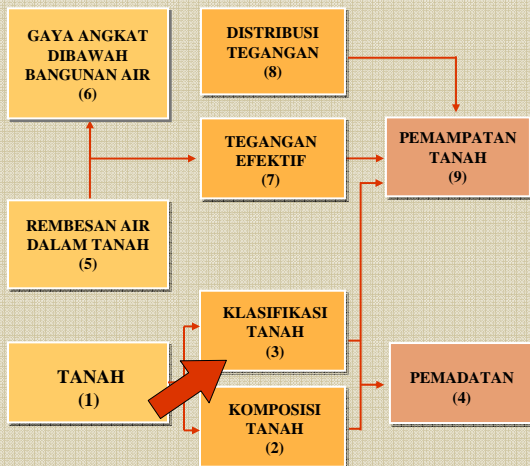 GAYA ANGKAT
DIBAWAH
BANGUNAN AIR
(6)
DISTRIBUSI
TEGANGAN
(8)
TEGANGAN
EFEKTIF
(7)
PEMAMPATAN
TANAH
(9)
REMBESAN AIR
DALAM TANAH
(5)
KLASIFIKASI
TANAH
(3)
TANAH
(1)
KOMPOSISI
TANAH
(2)
PEMADATAN
(4)